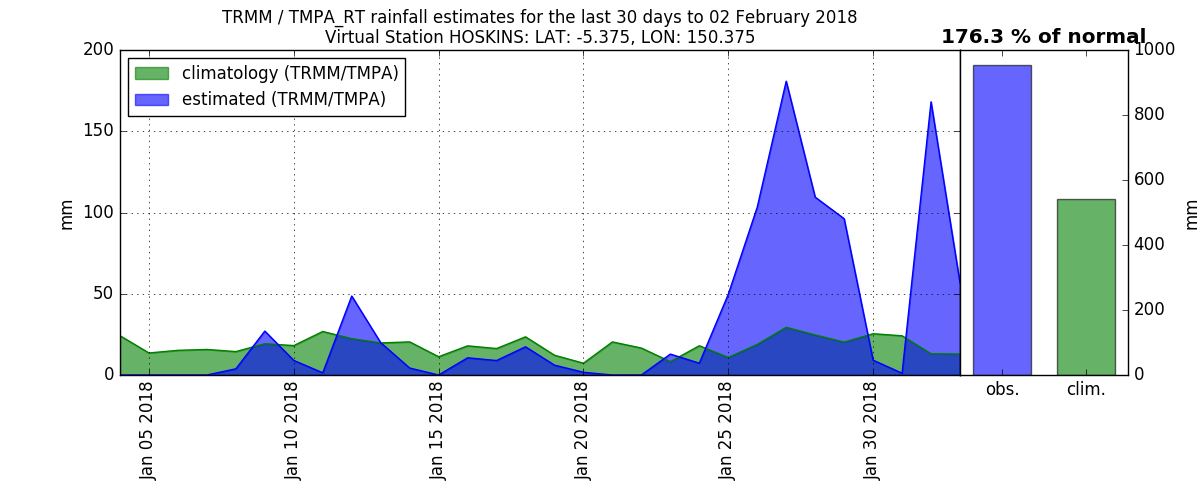 TRMM / TMPA_RT rainfall estimates for the last 30 days to 02 February 2018
Virtual Station HOSKINS: LAT: -5.375, LON: 150.375
176.3 % of normal
climatology (TRMM/TMPA)
estimated (TRMM/TMPA)
200
150
100
50
0
mm
Jan 05 2018
Jan 10 2018
Jan 15 2018
Jan 20 2018
Jan 25 2018
Jan 30 2018
1000
800
600
400
200
0
mm
obs.
clim.